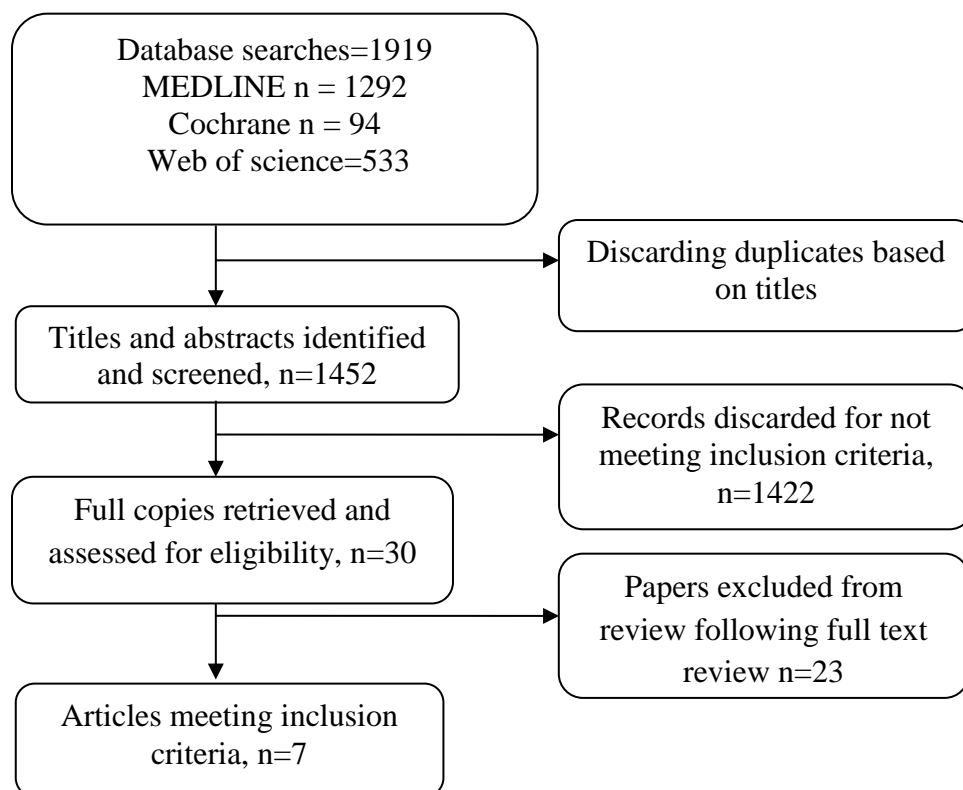 Database searches=1919
MEDLINE n = 1292
Cochrane n = 94
Web of science=533
Discarding duplicates based
on titles
Titles and abstracts identified
and screened, n=1452
Records discarded for not
meeting inclusion criteria,
n=1422
Full copies retrieved and
assessed for eligibility, n=30
Papers excluded from
review following full text
review n=23
Articles meeting inclusion
criteria, n=7